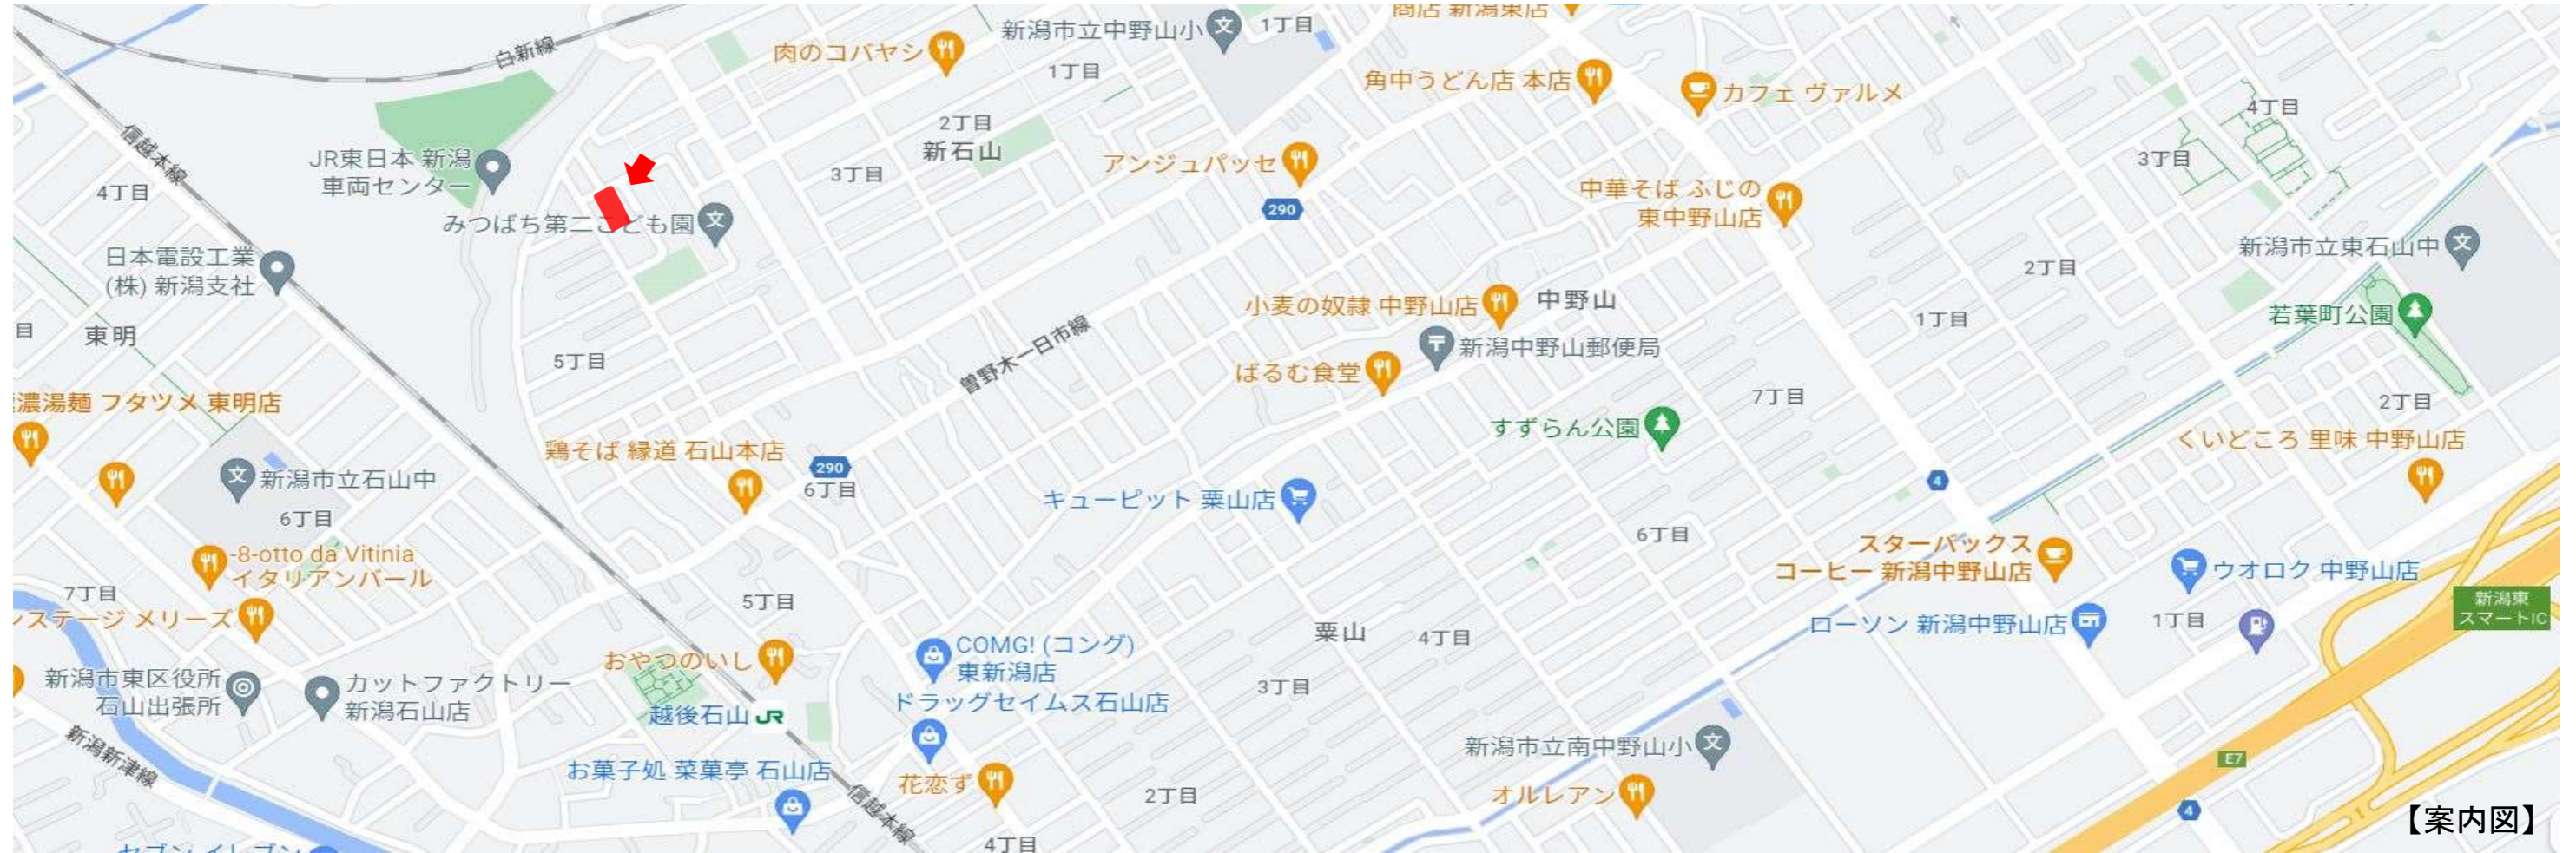 商店 新潟東店
新潟市立中野山小
1丁目
白新線
肉のコバヤシ
1丁目
角中うどん店 本店
カフェ ヴァルメ
4丁目
信越本線
2丁目
新石山
JR東日本 新潟
車両センター
3丁目
アンジュパッセ
3丁目
4丁目
中華そば ふじの
東中野山店
290
みつばち第二こども園
新潟市立東石山中
日本電設工業
(株) 新潟支社
2丁目
小麦の奴隷 中野山店
中野山
若葉町公園
1丁目
目
東明
曽野木一日市線
新潟中野山郵便局
5丁目
ぱるむ食堂
7丁目
濃湯麺 フタツメ 東明店
2丁目
すずらん公園
くいどころ 里味 中野山店
鶏そば 縁道 石山本店
290
6丁目
新潟市立石山中
キューピット 粟山店
4
6丁目
6丁目
スターバックス
コーヒー 新潟中野山店
-8-otto da Vitinia
イタリアンバール
ウオロク 中野山店
7丁目
5丁目
新潟東
スマートIC
ステージ メリーズ
ローソン 新潟中野山店
1丁目
粟山
4丁目
COMG! (コング)
東新潟店
おやつのいし
新潟市東区役所
石山出張所
カットファクトリー
新潟石山店
3丁目
ドラッグセイムス石山店
越後石山
JR
新潟新津線
新潟市立南中野山小
E7
お菓子処 菜菓亭 石山店
花恋ず
信越本線
2丁目
オルレアン
4
【案内図】
4丁目
セブン イレブン